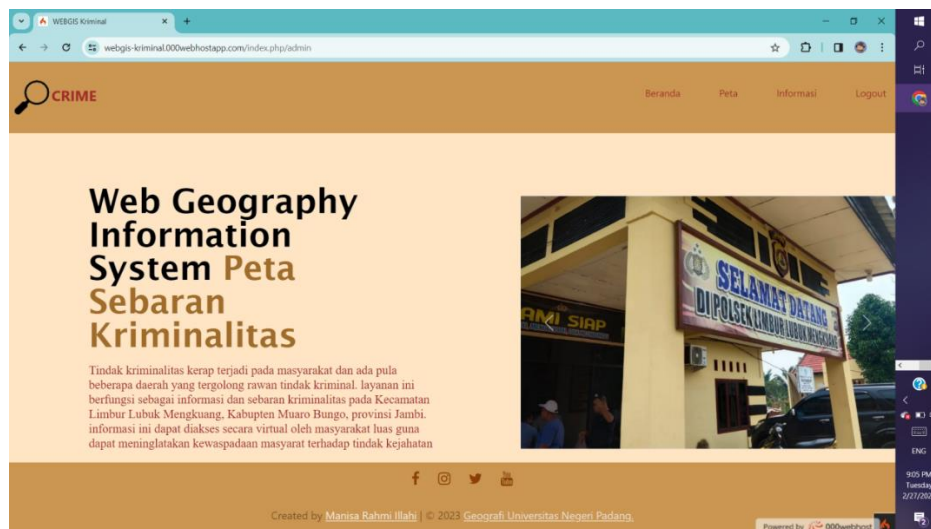 WEBGIS Kriminal
webgis-kriminal.000webhostapp.com/index.php/admin
CRIME
Beranda Peta Informasi Logout
Web Geography
Information
System Peta
Sebaran
Kriminalitas
Tindak kriminalitas kerap terjadi pada masyarakat dan ada pula
beberapa daerah yang tergolong rawan tindak kriminal. layanan ini
berfungsi sebagai informasi dan sebaran kriminalitas pada Kecamatan
Limbur Lubuk Mengkuang, Kabupten Muaro Bungo, provinsi Jambi.
informasi ini dapat diakses secara virtual oleh masyarakat luas guna
dapat meninglatakan kewaspadaan masyarat terhadap tindak kejahatan
AMI SIAP
SELAMAT DATANG
DI POLSEK LIMBUR LUBUK MENGKUANG
Created by Manisa Rahmi Illahi | © 2023 Geografi Universitas Negeri Padang.
Powered by 000webhost
ENG
9:05 PM
Tuesday
2/27/202